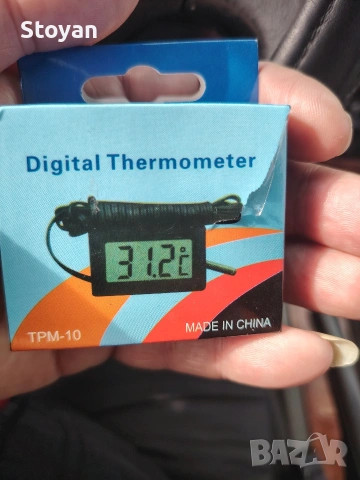 Stoyan
Digital Thermometer
31.2°C
TPM-10
MADE IN CHINA
BAZAR